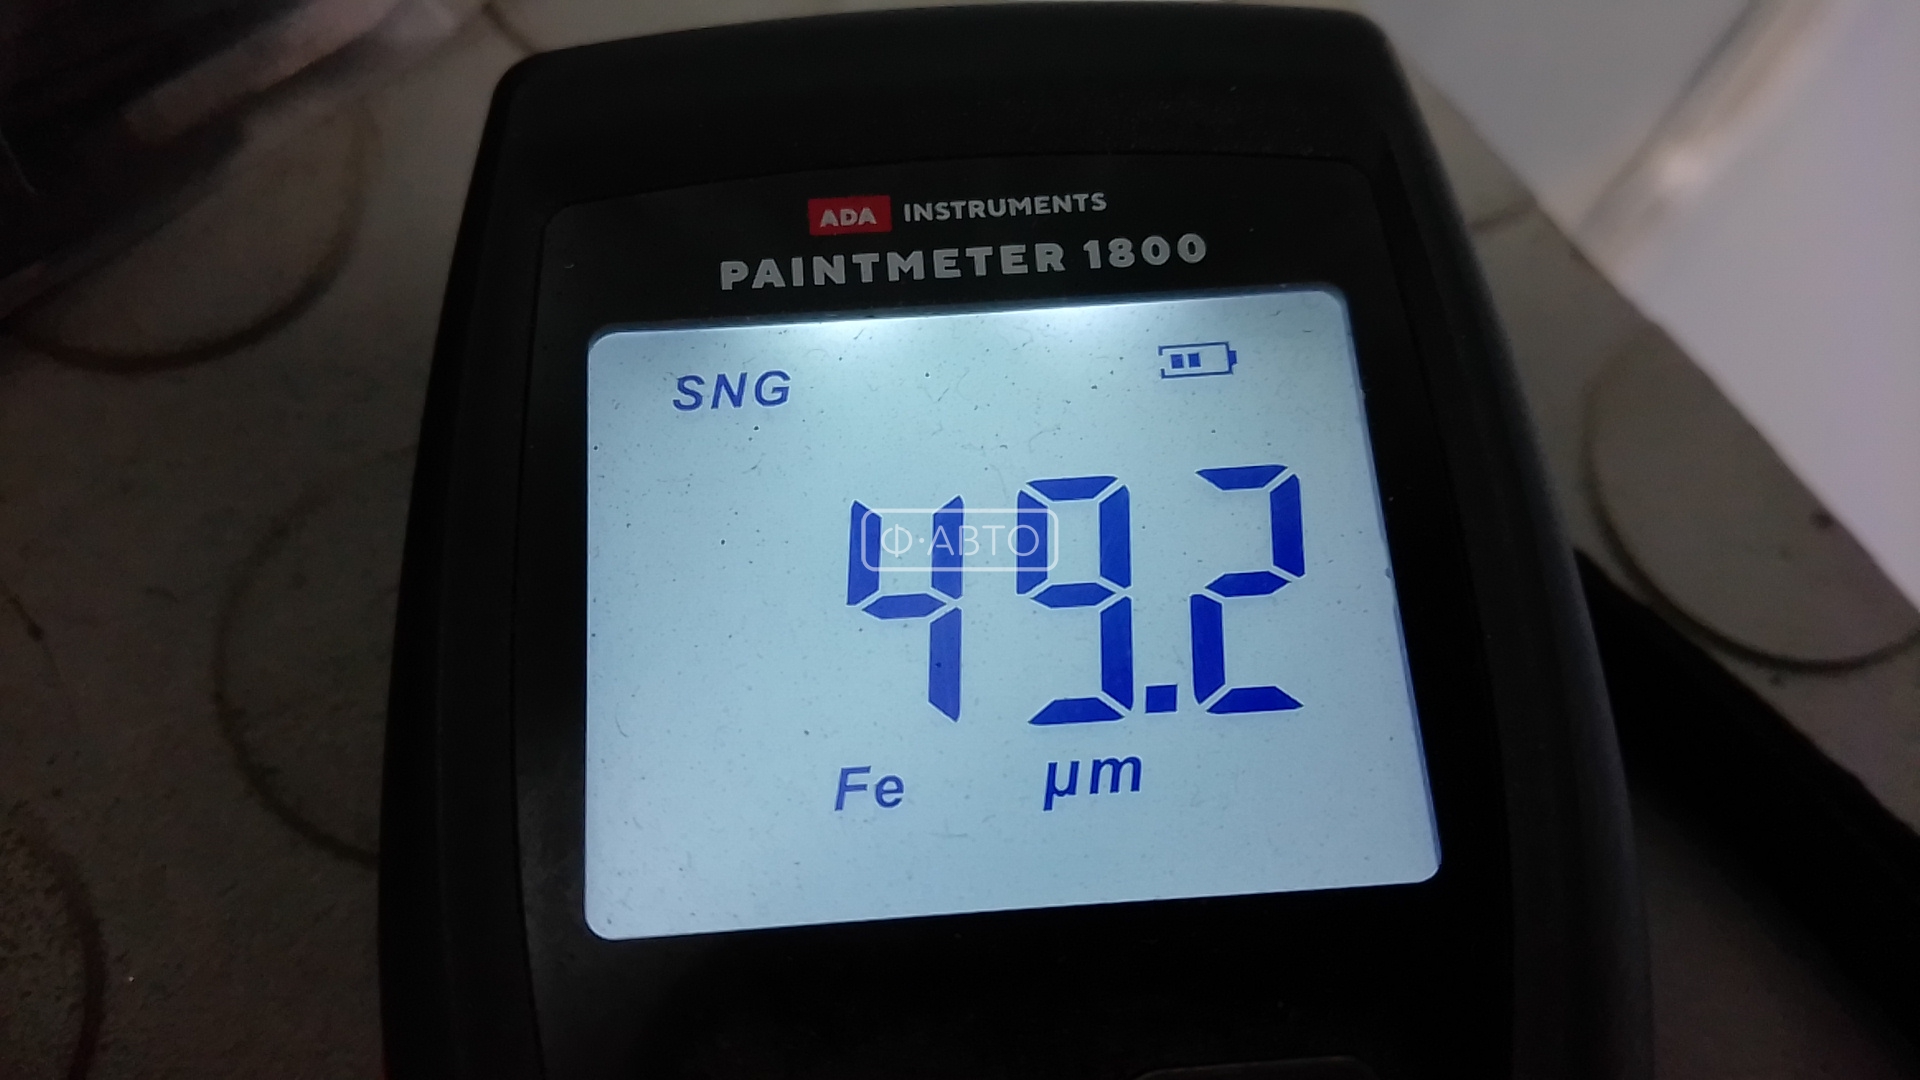 ADA INSTRUMENTS
PAINTMETER 1800
SNG
49.2
Ф·АВТО
Fe µm